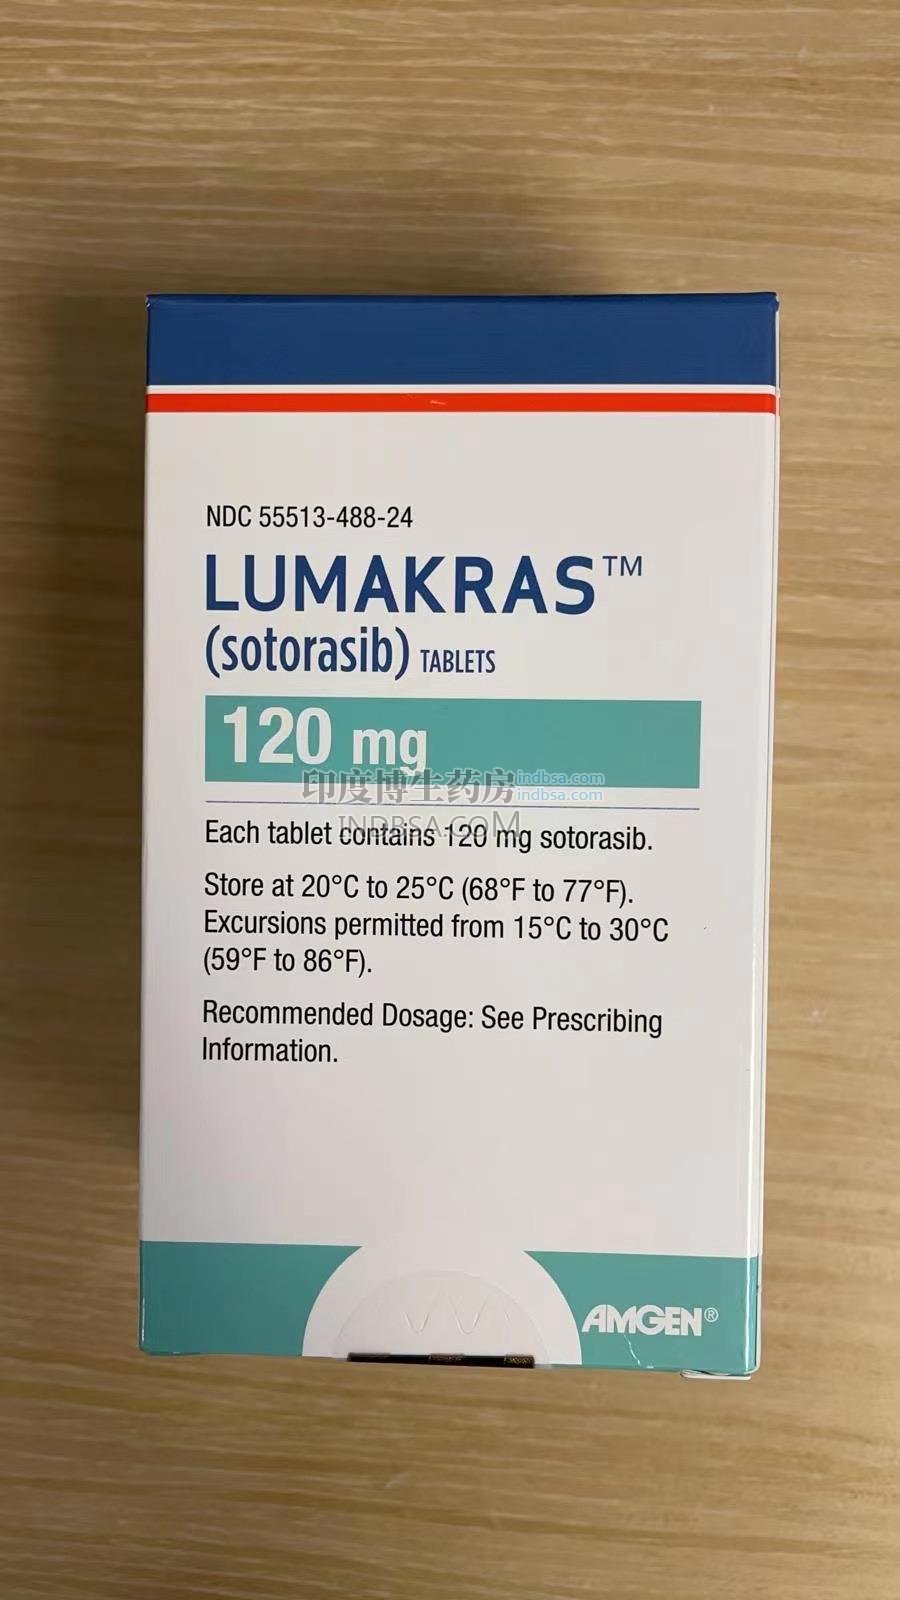 NDC 55513-488-24
LUMAKRAS™
(sotorasib) TABLETS
120 mg
印度博生药房 indbsa.com
indbsa.com
INDBSA.COM
Each tablet contains 120 mg sotorasib.
Store at 20°C to 25°C (68°F to 77°F).
Excursions permitted from 15°C to 30°C
(59°F to 86°F).
Recommended Dosage: See Prescribing
Information.
AMGEN®